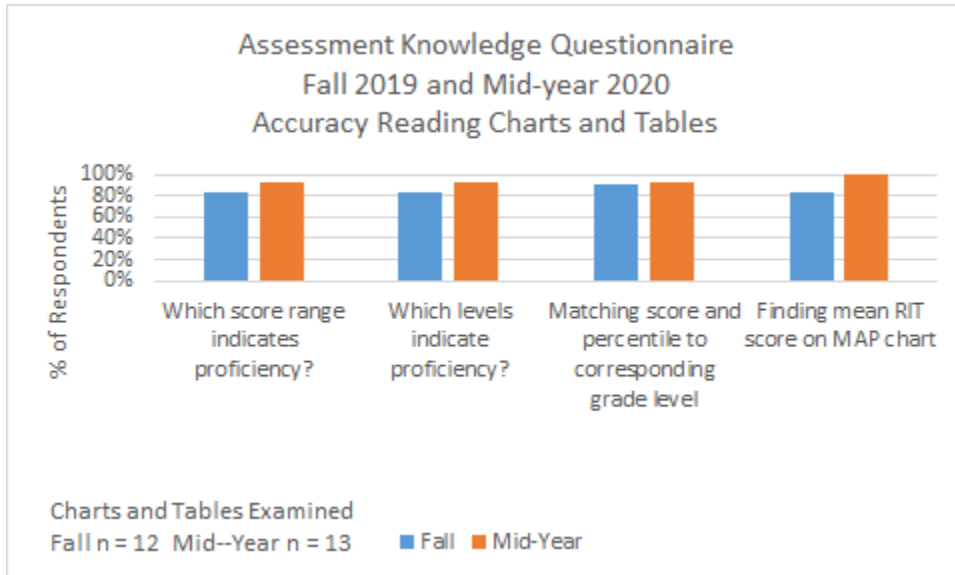 Assessment Knowledge Questionnaire
Fall 2019 and Mid-year 2020
Accuracy Reading Charts and Tables
% of Respondents
100%
80%
60%
40%
20%
0%
Which score range
indicates
proficiency?
Which levels
indicate
proficiency?
Matching score and
percentile to
corresponding
grade level
Finding mean RIT
score on MAP chart
Charts and Tables Examined
Fall n = 12 Mid--Year n = 13
Fall
Mid-Year